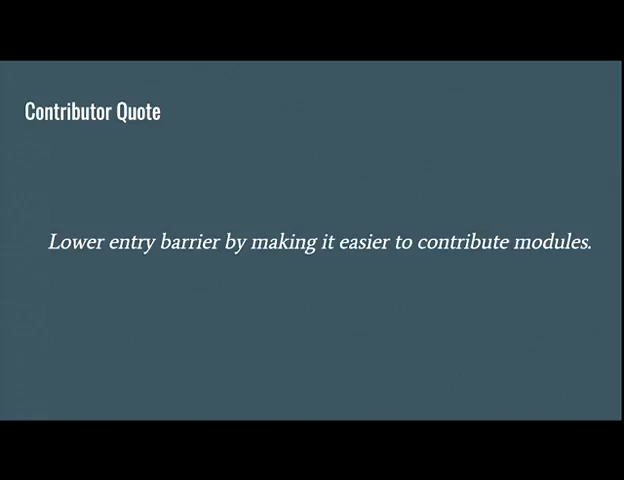 Contributor Quote
Lower entry barrier by making it easier to contribute modules.